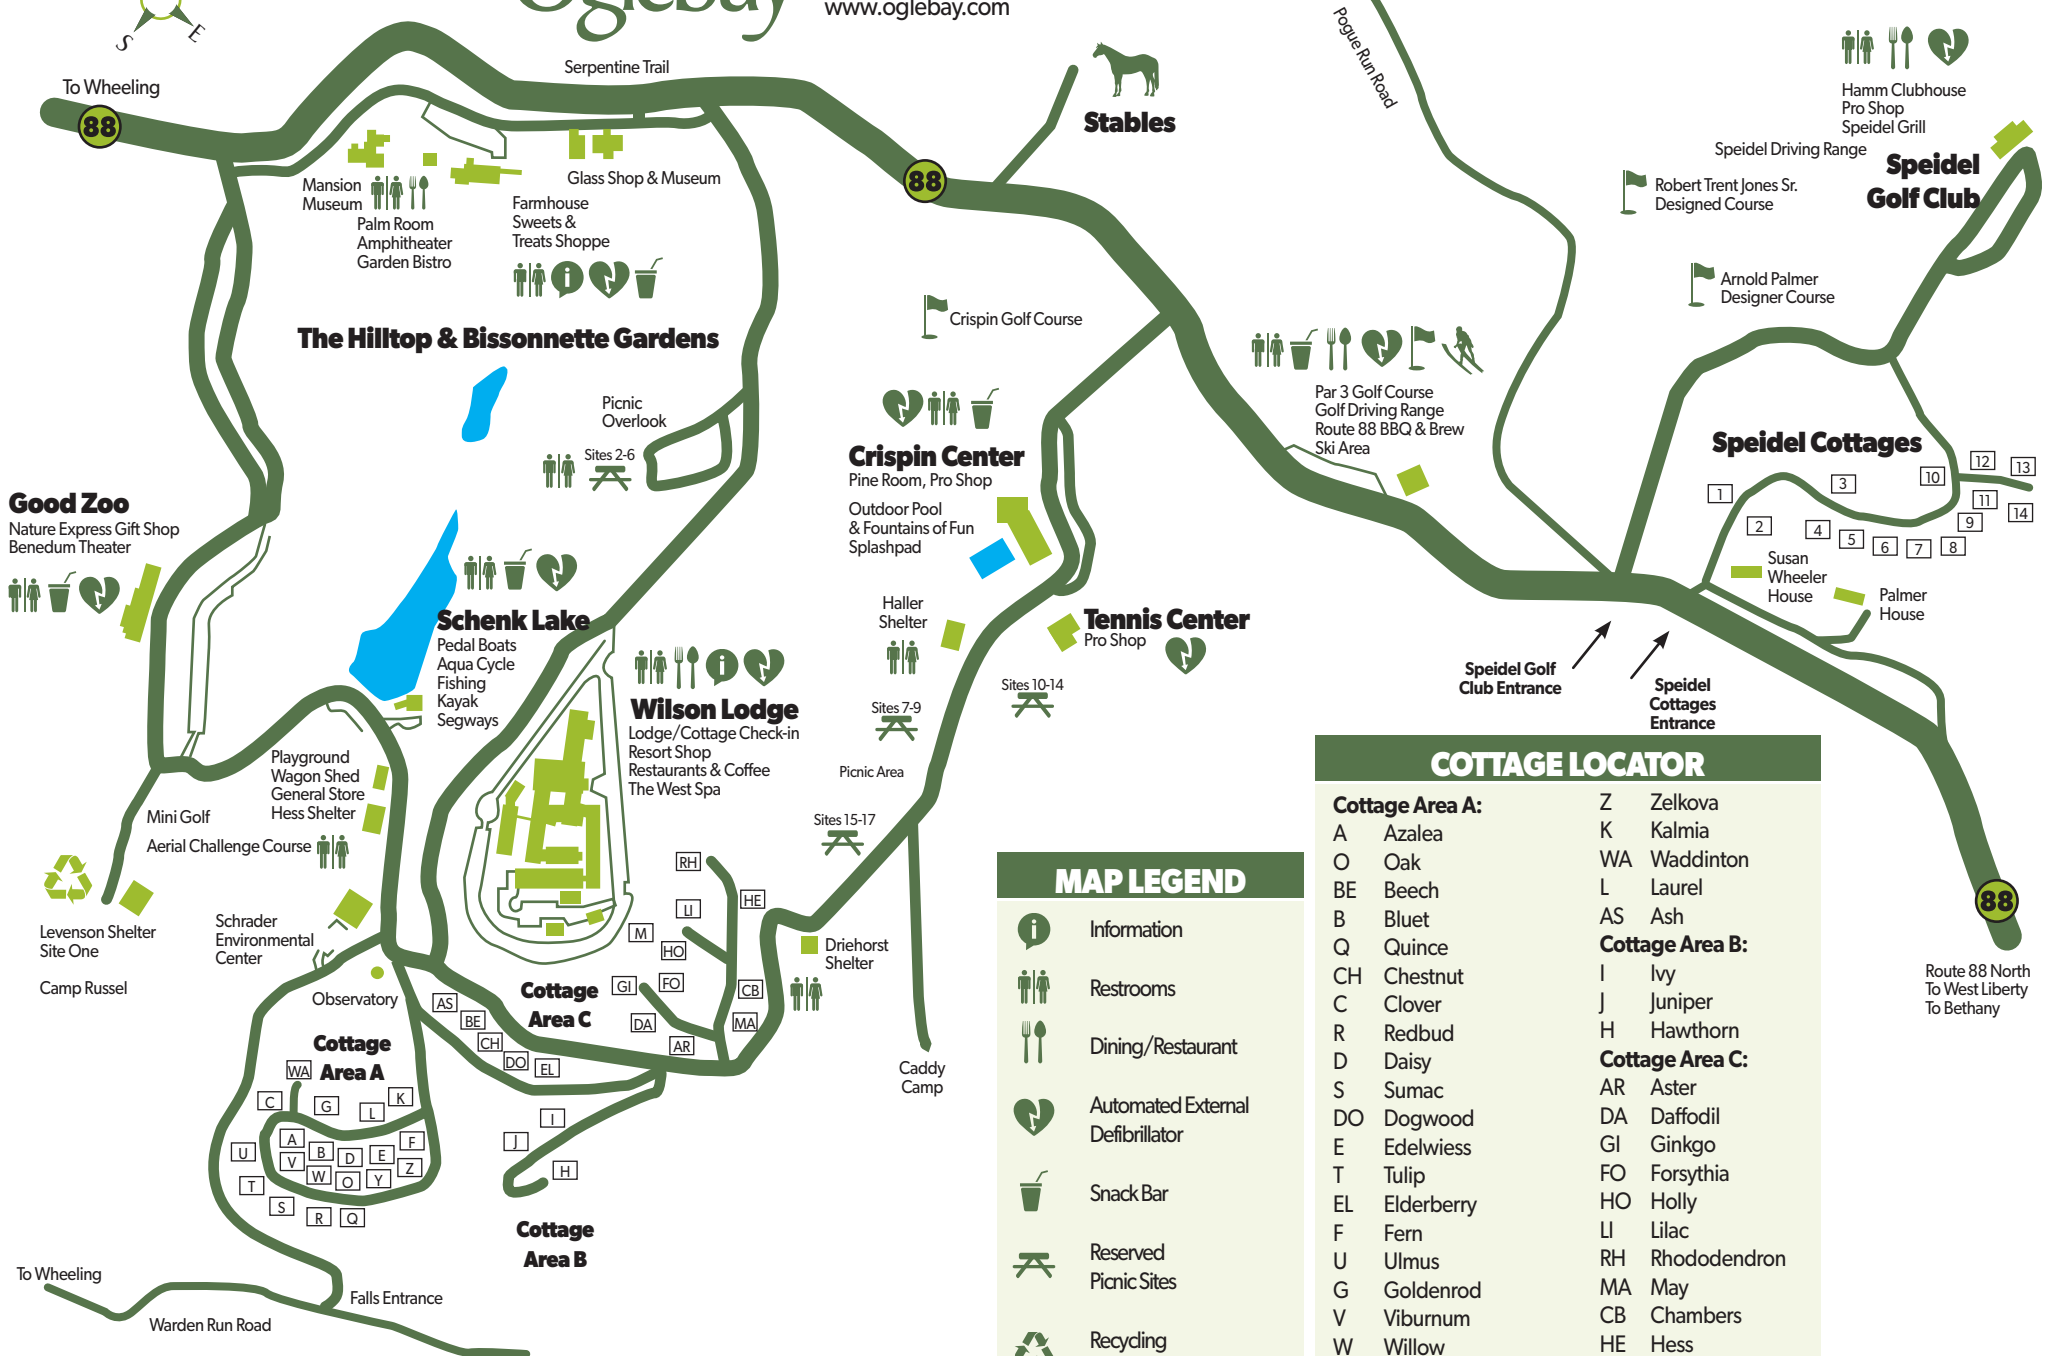 Oglebay
www.oglebay.com
S
E
To Wheeling
88
Serpentine Trail
Stables
Pogue Run Road
Hamm Clubhouse
Pro Shop
Speidel Grill
Speidel Driving Range
Speidel
Golf Club
Robert Trent Jones Sr.
Designed Course
Arnold Palmer
Designer Course
Mansion
Museum
Palm Room
Amphitheater
Garden Bistro
Glass Shop & Museum
Farmhouse
Sweets &
Treats Shoppe
88
The Hilltop & Bissonnette Gardens
Crispin Golf Course
Picnic
Overlook
Sites 2-6
Crispin Center
Pine Room, Pro Shop
Outdoor Pool
& Fountains of Fun
Splashpad
Par 3 Golf Course
Golf Driving Range
Route 88 BBQ & Brew
Ski Area
Speidel Cottages
1
2
3
4
5
6
7
8
9
10
11
12
13
14
Susan
Wheeler
House
Palmer
House
Good Zoo
Nature Express Gift Shop
Benedum Theater
Schenk Lake
Pedal Boats
Aqua Cycle
Fishing
Kayak
Segways
Haller
Shelter
Tennis Center
Pro Shop
Sites 10-14
Sites 7-9
Picnic Area
Sites 15-17
Speidel Golf
Club Entrance
Speidel
Cottages
Entrance
Wilson Lodge
Lodge/Cottage Check-in
Resort Shop
Restaurants & Coffee
The West Spa
Playground
Wagon Shed
General Store
Hess Shelter
Mini Golf
Aerial Challenge Course
Levenson Shelter
Site One
Camp Russel
Schrader
Environmental
Center
Observatory
Driehorst
Shelter
Caddy
Camp
88
Route 88 North
To West Liberty
To Bethany
Cottage
Area C
RH
HE
LI
M
HO
GI
FO
CB
DA
MA
AR
AS
BE
CH
DO
EL
Cottage
Area A
WA
C
G
L
K
A
U
V
B
D
E
F
W
O
Y
Z
T
S
R
Q
I
J
H
Cottage
Area B
To Wheeling
Warden Run Road
Falls Entrance
MAP LEGEND
Information
Restrooms
Dining/Restaurant
Automated External
Defibrillator
Snack Bar
Reserved
Picnic Sites
Recycling
COTTAGE LOCATOR
Cottage Area A:
A Azalea
O Oak
BE Beech
B Bluet
Q Quince
CH Chestnut
C Clover
R Redbud
D Daisy
S Sumac
DO Dogwood
E Edelwiess
T Tulip
EL Elderberry
F Fern
U Ulmus
G Goldenrod
V Viburnum
W Willow
Z Zelkova
K Kalmia
WA Waddinton
L Laurel
AS Ash
Cottage Area B:
I Ivy
J Juniper
H Hawthorn
Cottage Area C:
AR Aster
DA Daffodil
GI Ginkgo
FO Forsythia
HO Holly
LI Lilac
RH Rhododendron
MA May
CB Chambers
HE Hess